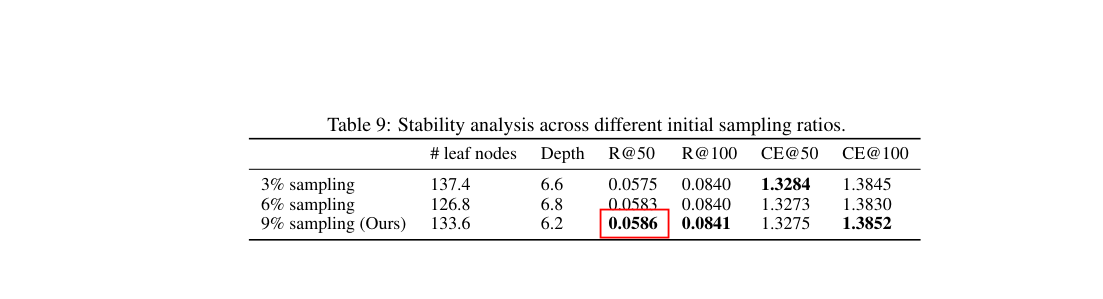 Table 9: Stability analysis across different initial sampling ratios.
# leaf nodes Depth R@50 R@100 CE@50 CE@100
3% sampling 137.4 6.6 0.0575 0.0840 1.3284 1.3845
6% sampling 126.8 6.8 0.0583 0.0840 1.3273 1.3830
9% sampling (Ours) 133.6 6.2 0.0586 0.0841 1.3275 1.3852